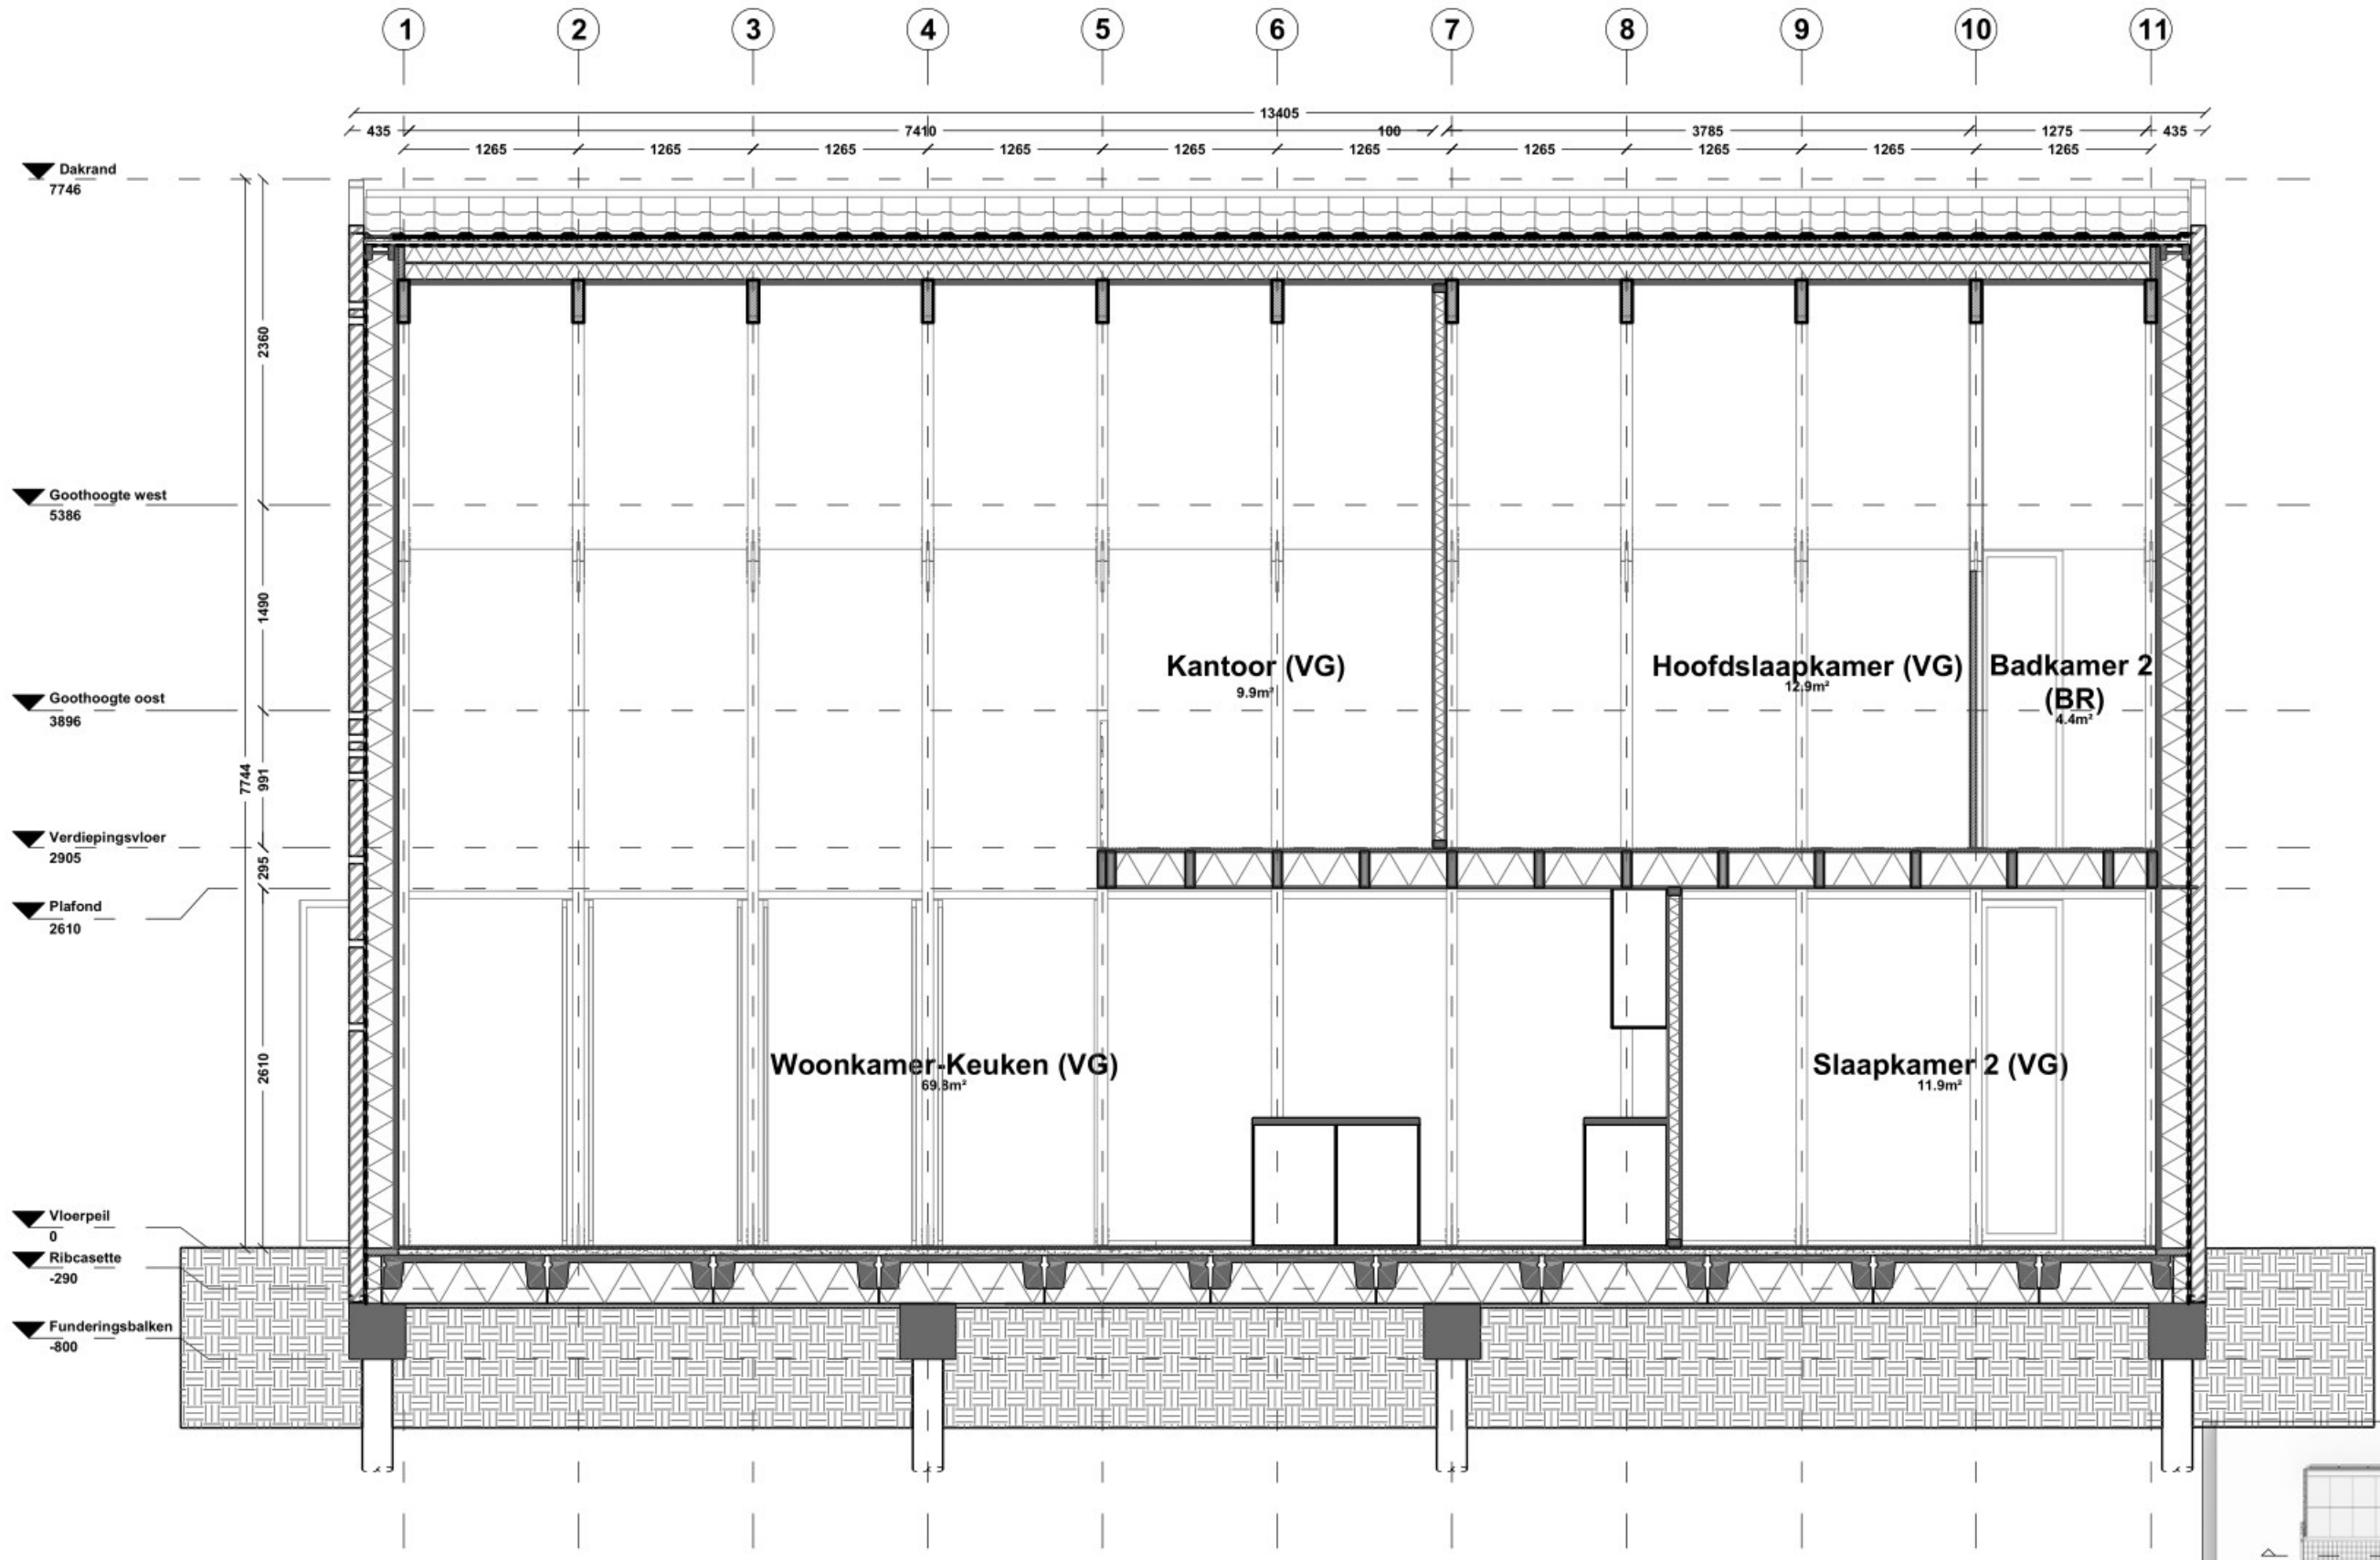 1 2 3 4 5 6 7 8 9 10 11
13405
435 7410 100 3785 1275 435
1265 1265 1265 1265 1265 1265 1265 1265 1265 1265
Dakrand
7746
2360
Goothoogte west
5386
1490
Kantoor (VG)
9.9m²
Hoofdslaapkamer (VG)
12.9m²
Badkamer 2
(BR)
4.4m²
Goothoogte oost
3896
991
7744
Verdiepingsvloer
2905
295
Plafond
2610
2610
Woonkamer-Keuken (VG)
69.8m²
Slaapkamer 2 (VG)
11.9m²
Vloerpeil
0
Ribcasette
-290
Funderingsbalken
-800